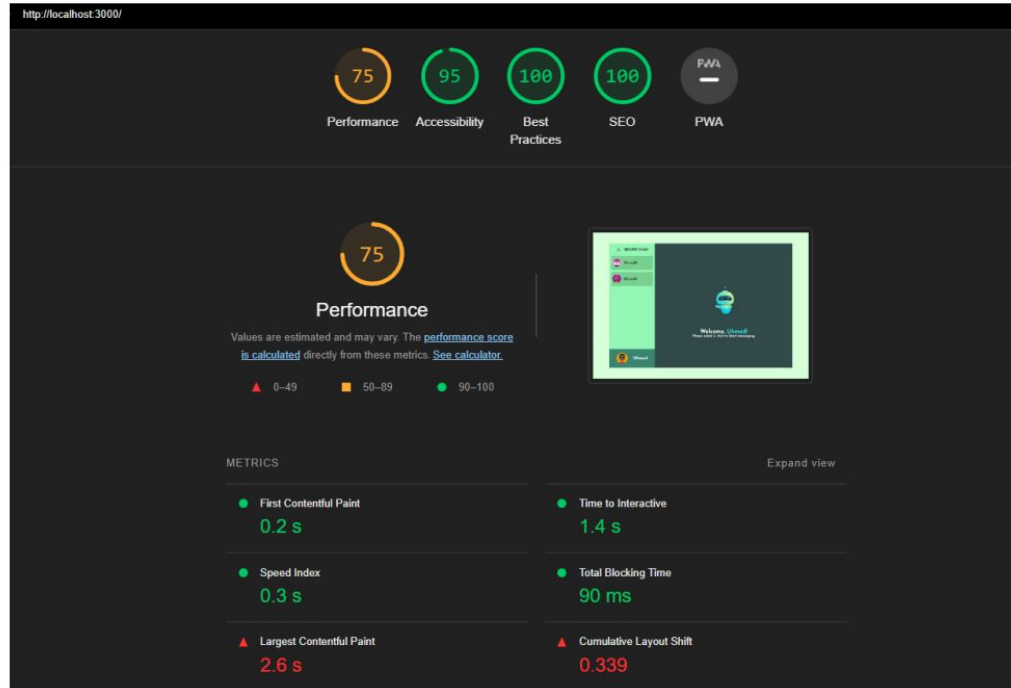 http://localhost:3000/
75
95
100
100
PWA
Performance
Accessibility
Best
Practices
SEO
PWA
75
Performance
Values are estimated and may vary. The performance score
is calculated directly from these metrics. See calculator.
0–49
50–89
90–100
Welcome,
METRICS
Expand view
First Contentful Paint
0.2 s
Time to Interactive
1.4 s
Speed Index
0.3 s
Total Blocking Time
90 ms
Largest Contentful Paint
2.6 s
Cumulative Layout Shift
0.339